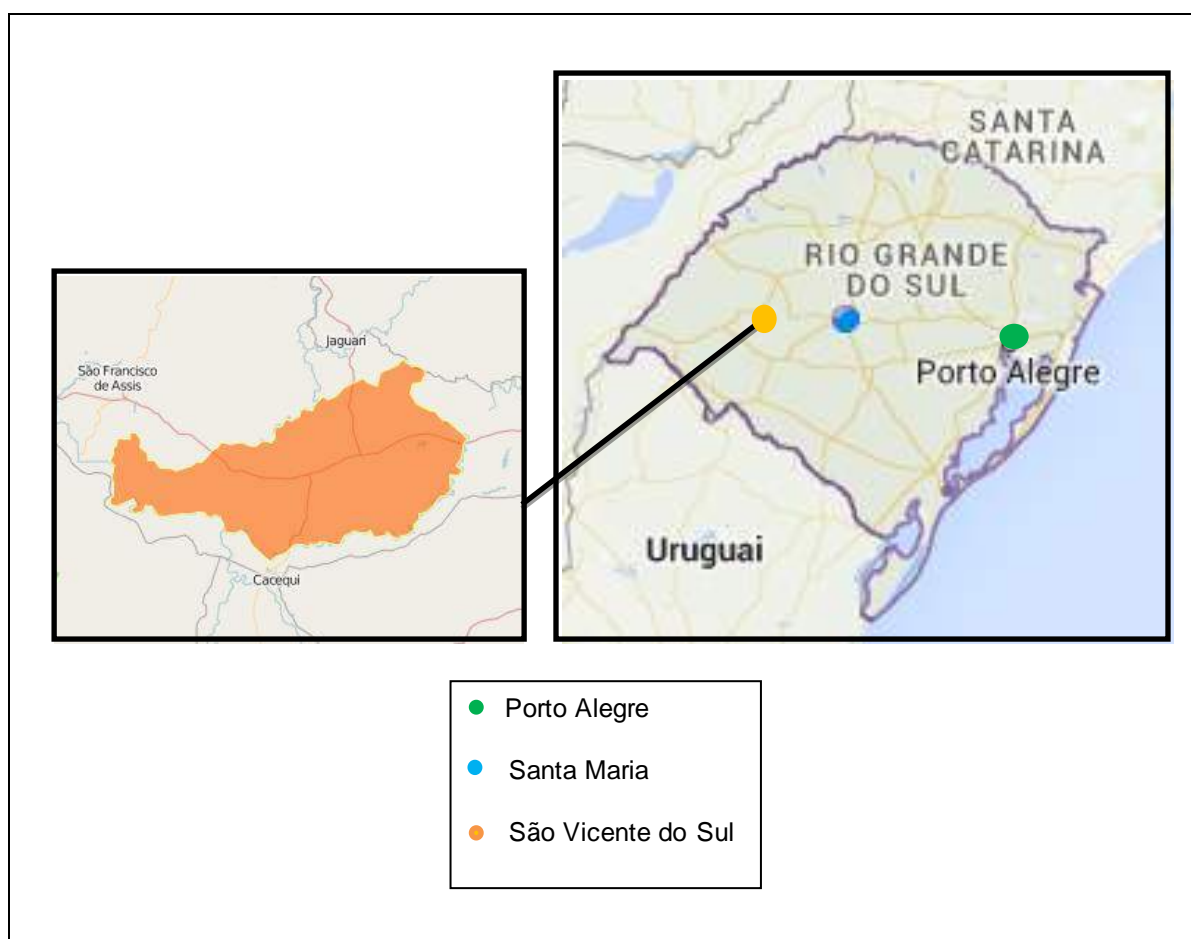 SANTA
CATARINA
RIO GRANDE
DO SUL
Porto Alegre
Uruguai
Jaguari
São Francisco
de Assis
Cacequi
Porto Alegre
Santa Maria
São Vicente do Sul